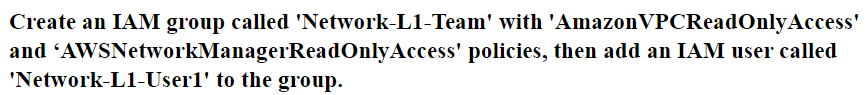 Create an IAM group called 'Network-L1-Team' with 'AmazonVPCReadOnlyAccess'
and ‘AWSNetworkManagerReadOnlyAccess' policies, then add an IAM user called
'Network-L1-User1' to the group.